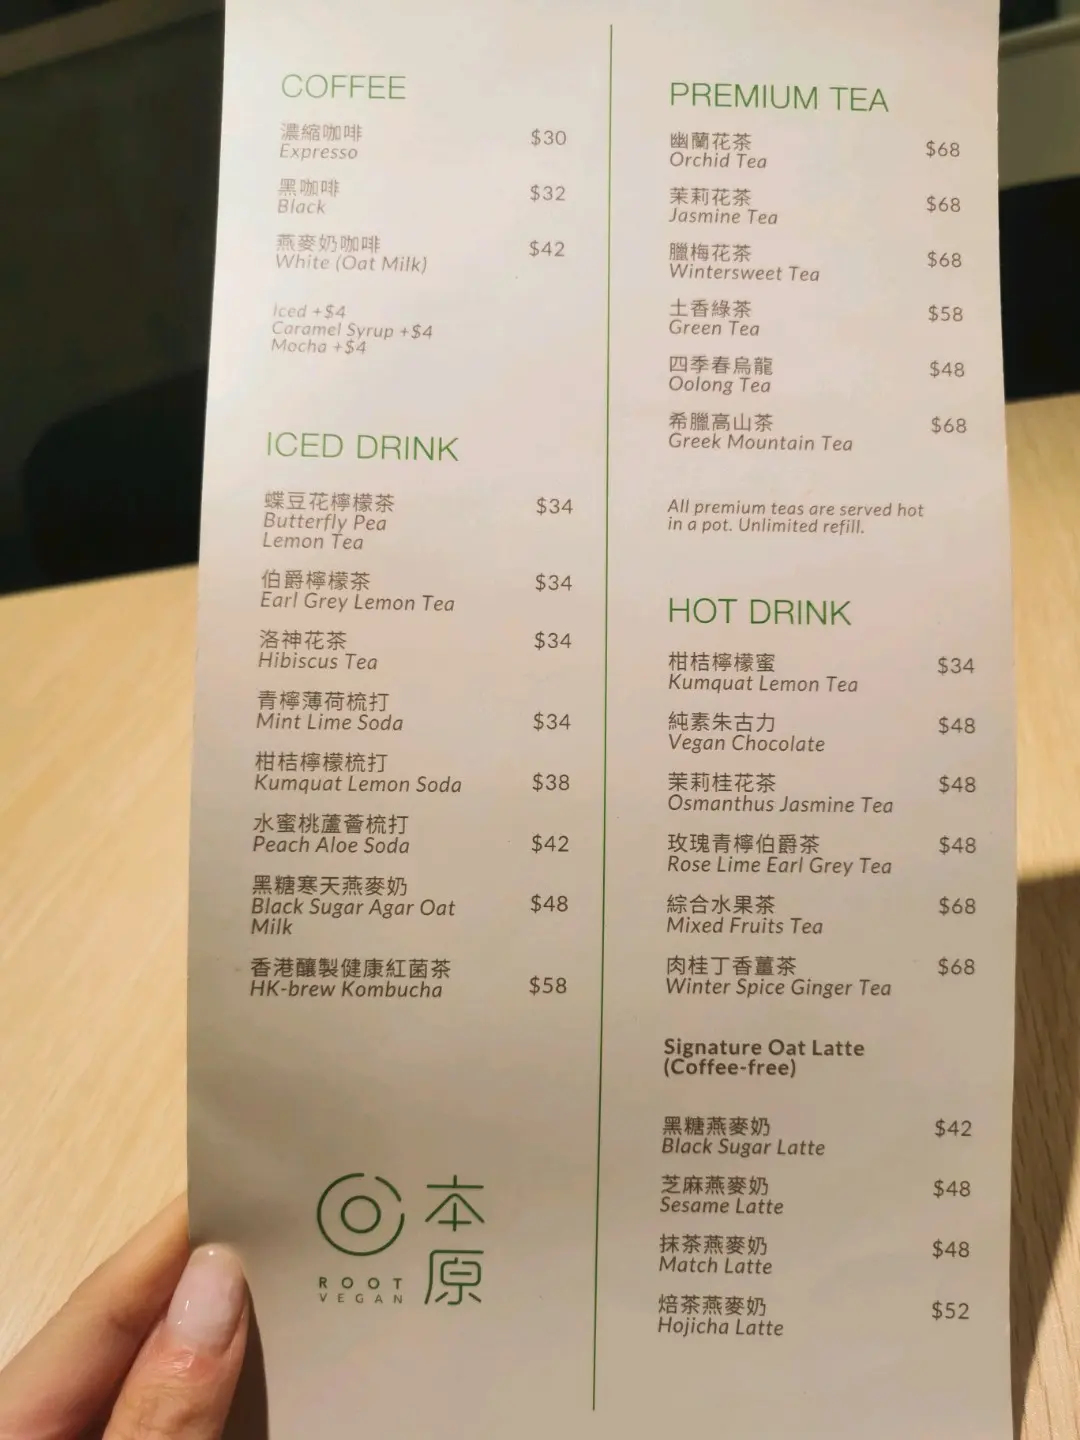 COFFEE
濃縮咖啡
Expresso $30
黑咖啡
Black $32
燕麥奶咖啡
White (Oat Milk) $42
Iced +$4
Caramel Syrup +$4
Mocha +$4
ICED DRINK
蝶豆花檸檬茶 $34
Butterfly Pea
Lemon Tea
伯爵檸檬茶 $34
Earl Grey Lemon Tea
洛神花茶 $34
Hibiscus Tea
青檸薄荷梳打
Mint Lime Soda $34
柑桔檸檬梳打
Kumquat Lemon Soda $38
水蜜桃蘆薈梳打
Peach Aloe Soda $42
黑糖寒天燕麥奶
Black Sugar Agar Oat $48
Milk
香港釀製健康紅菌茶
HK-brew Kombucha $58
本原
ROOT
VEGAN
PREMIUM TEA
幽蘭花茶 $68
Orchid Tea
茉莉花茶 $68
Jasmine Tea
臘梅花茶 $68
Wintersweet Tea
土香綠茶 $58
Green Tea
四季春烏龍 $48
Oolong Tea
希臘高山茶 $68
Greek Mountain Tea
All premium teas are served hot
in a pot. Unlimited refill.
HOT DRINK
柑桔檸檬蜜 $34
Kumquat Lemon Tea
純素朱古力 $48
Vegan Chocolate
茉莉桂花茶 $48
Osmanthus Jasmine Tea
玫瑰青檸伯爵茶 $48
Rose Lime Earl Grey Tea
綜合水果茶 $68
Mixed Fruits Tea
肉桂丁香薑茶 $68
Winter Spice Ginger Tea
Signature Oat Latte
(Coffee-free)
黑糖燕麥奶 $42
Black Sugar Latte
芝麻燕麥奶 $48
Sesame Latte
抹茶燕麥奶 $48
Match Latte
焙茶燕麥奶 $52
Hojicha Latte